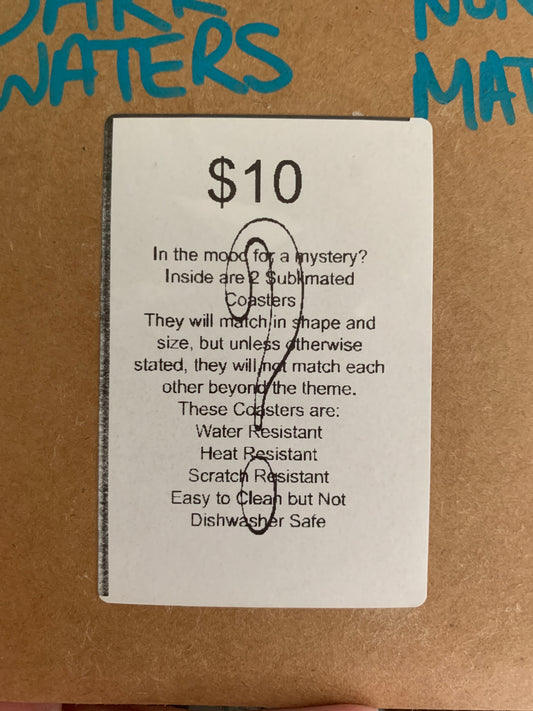 DARK
WATERS
$10
In the mood for a mystery?
Inside are 2 Sublimated
Coasters
They will match in shape and
size, but unless otherwise
stated, they will not match each
other beyond the theme.
These Coasters are:
Water Resistant
Heat Resistant
Scratch Resistant
Easy to Clean but Not
Dishwasher Safe